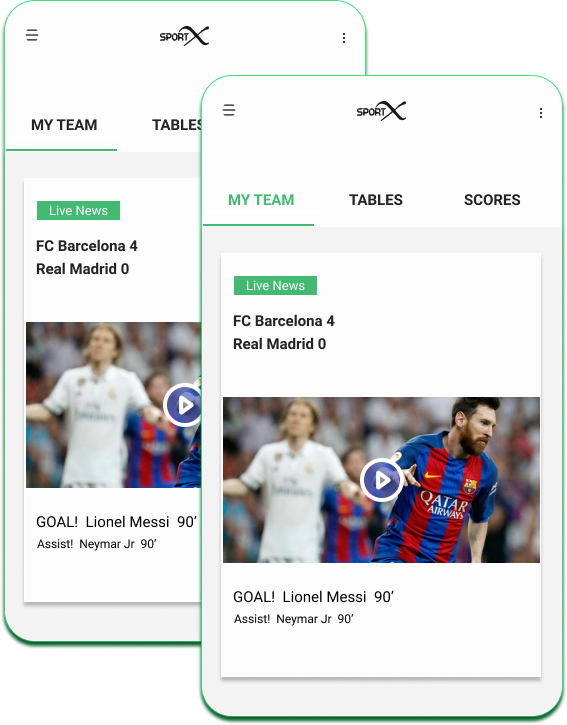 SPORTX
MY TEAM
TABLES
Live News
FC Barcelona 4
Real Madrid 0
GOAL! Lionel Messi 90’
Assist! Neymar Jr 90’
SPORTX
MY TEAM
TABLES
SCORES
Live News
FC Barcelona 4
Real Madrid 0
QATAR
AIRWAYS
GOAL! Lionel Messi 90’
Assist! Neymar Jr 90’